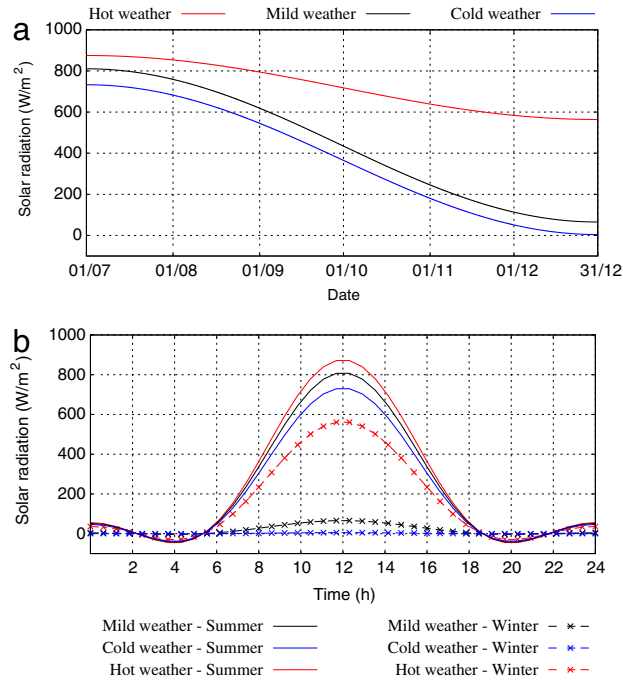 Hot weather Mild weather Cold weather
a
1000
800
600
400
200
0
Solar radiation (W/m²)
01/07 01/08 01/09 01/10 01/11 01/12 31/12
Date
b
1000
800
600
400
200
0
Solar radiation (W/m²)
2 4 6 8 10 12 14 16 18 20 22 24
Time (h)
Mild weather - Summer Mild weather - Winter
Cold weather - Summer Cold weather - Winter
Hot weather - Summer Hot weather - Winter